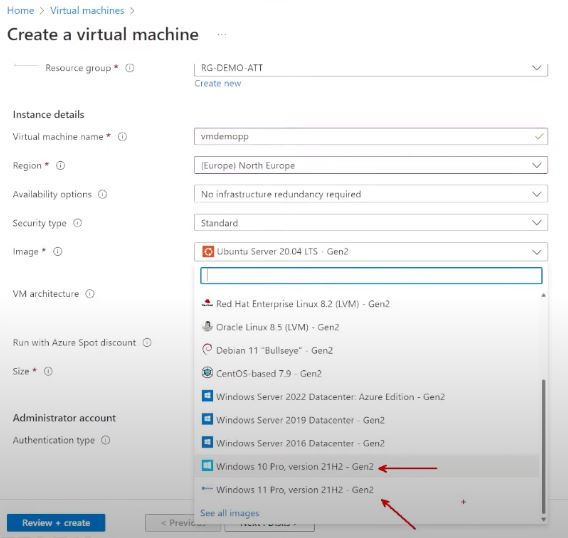 Home > Virtual machines >
Create a virtual machine ...
Resource group * RG-DEMO-ATT
Create new
Instance details
Virtual machine name * vmdemopp
Region * (Europe) North Europe
Availability options No infrastructure redundancy required
Security type Standard
Image * Ubuntu Server 20.04 LTS - Gen2
VM architecture
Red Hat Enterprise Linux 8.2 (LVM) - Gen2
Oracle Linux 8.5 (LVM) - Gen2
Run with Azure Spot discount
Debian 11 "Bullseye" - Gen2
Size *
CentOS-based 7.9 - Gen2
Windows Server 2022 Datacenter: Azure Edition - Gen2
Administrator account
Windows Server 2019 Datacenter - Gen2
Authentication type
Windows Server 2016 Datacenter - Gen2
Windows 10 Pro, version 21H2 - Gen2
Windows 11 Pro, version 21H2 - Gen2
See all images
Review + create
< Previous